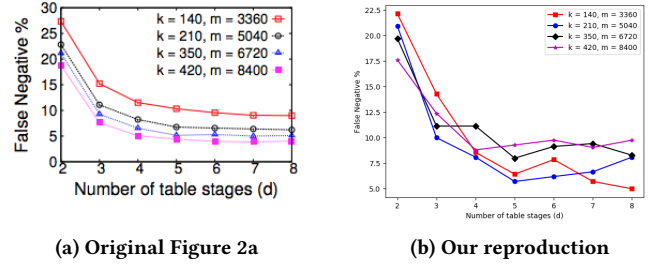 30
25
20
15
10
5
0
False Negative %
k = 140, m = 3360
k = 210, m = 5040
k = 350, m = 6720
k = 420, m = 8400
2 3 4 5 6 7 8
Number of table stages (d)
(a) Original Figure 2a
22.5
20.0
17.5
15.0
12.5
10.0
7.5
5.0
False Negative %
k = 140, m = 3360
k = 210, m = 5040
k = 350, m = 6720
k = 420, m = 8400
2 3 4 5 6 7 8
Number of table stages (d)
(b) Our reproduction